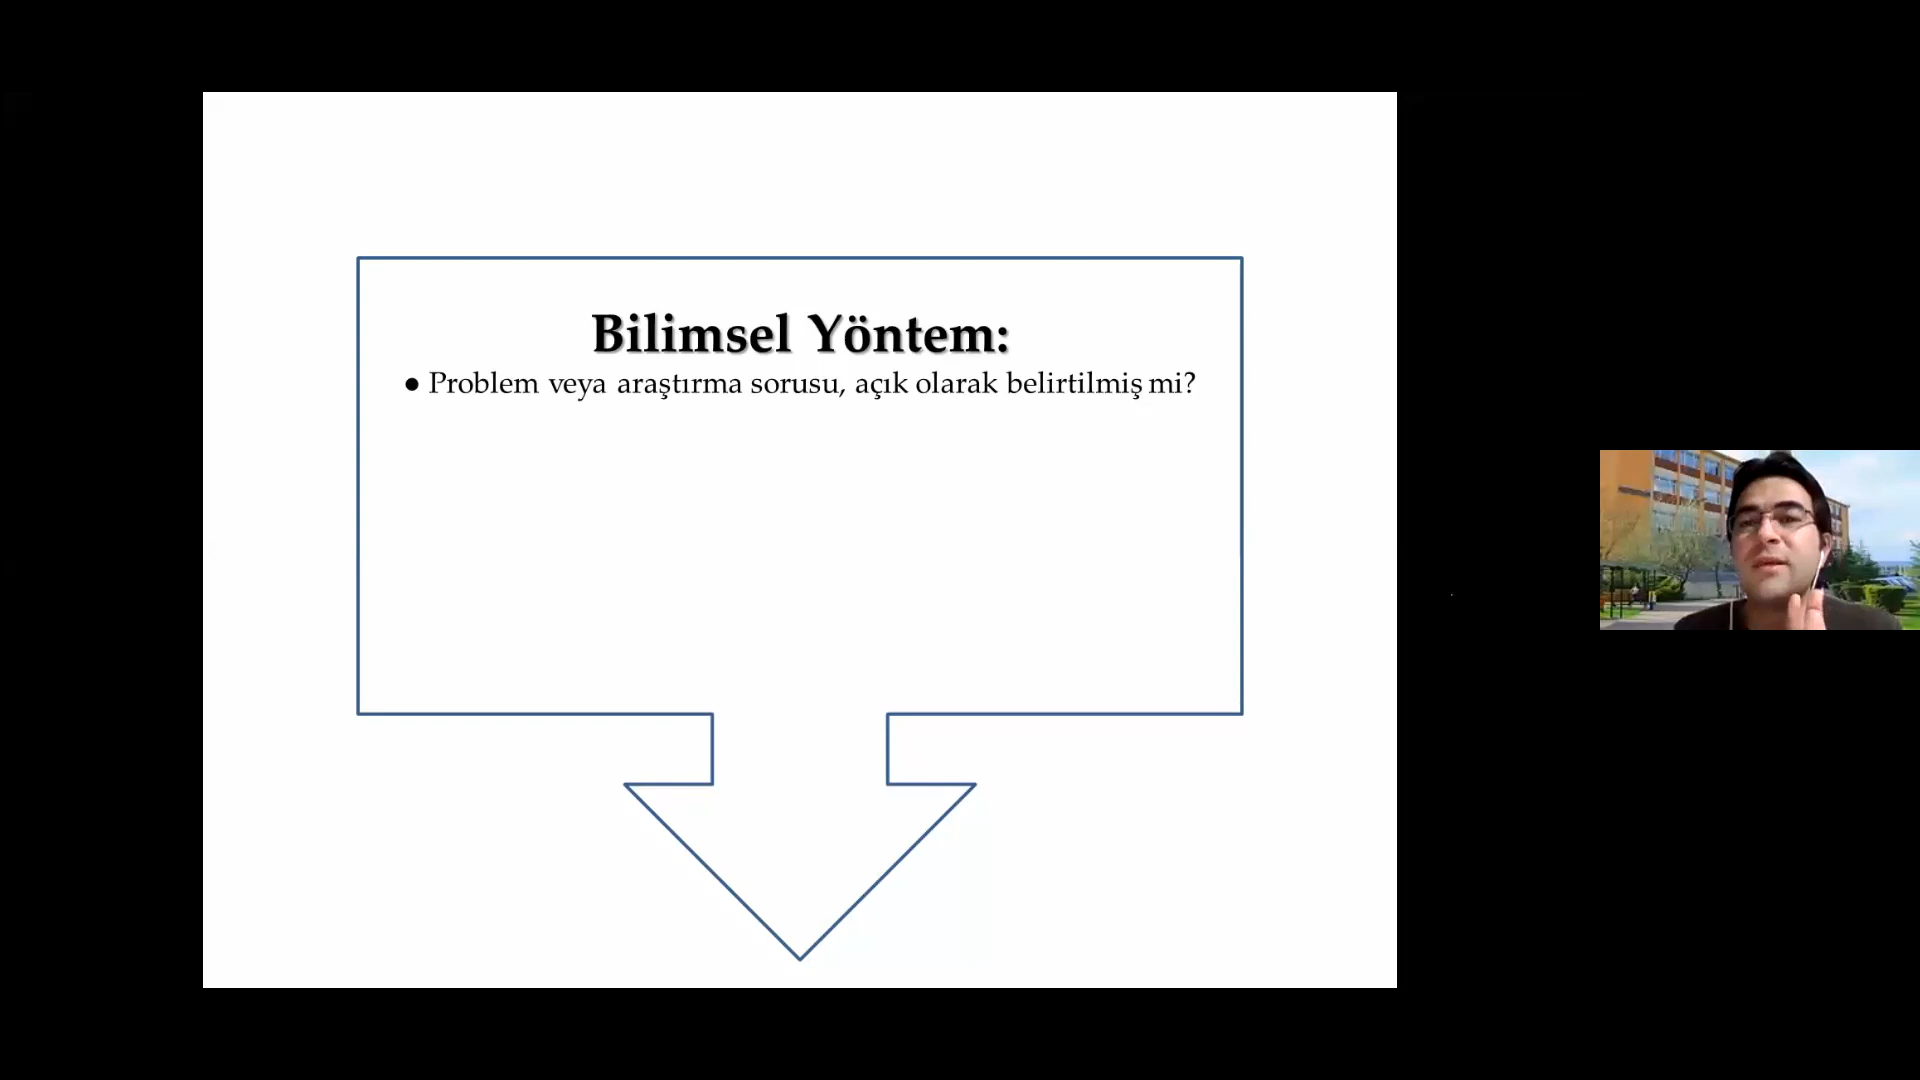 Bilimsel Yöntem:
● Problem veya araştırma sorusu, açık olarak belirtilmiş mi?